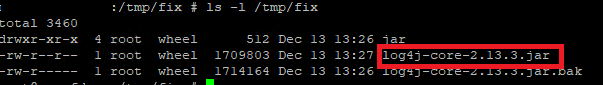 :/tmp/fix # ls -l /tmp/fix
total 3460
drwxr-xr-x 4 root wheel 512 Dec 13 13:26 jar
-rw-r--r-- 1 root wheel 1709803 Dec 13 13:27 log4j-core-2.13.3.jar
-rw-r----- 1 root wheel 1714164 Dec 13 13:26 log4j-core-2.13.3.jar.bak